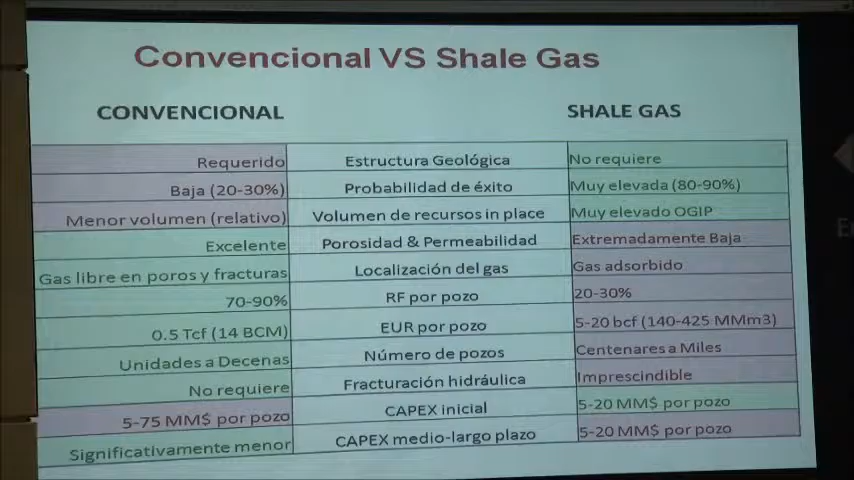 Convencional VS Shale Gas
CONVENCIONAL SHALE GAS
Requerido Estructura Geológica No requiere
Baja (20-30%) Probabilidad de éxito Muy elevada (80-90%)
Menor volumen (relativo) Volumen de recursos in place Muy elevado OGIP
Excelente Porosidad & Permeabilidad Extremadamente Baja
Gas libre en poros y fracturas Localización del gas Gas adsorbido
70-90% RF por pozo 20-30%
0.5 Tcf (14 BCM) EUR por pozo 5-20 bcf (140-425 MMm3)
Unidades a Decenas Número de pozos Centenares a Miles
No requiere Fracturación hidráulica Imprescindible
5-75 MM$ por pozo CAPEX inicial 5-20 MM$ por pozo
Significativamente menor CAPEX medio-largo plazo 5-20 MM$ por pozo